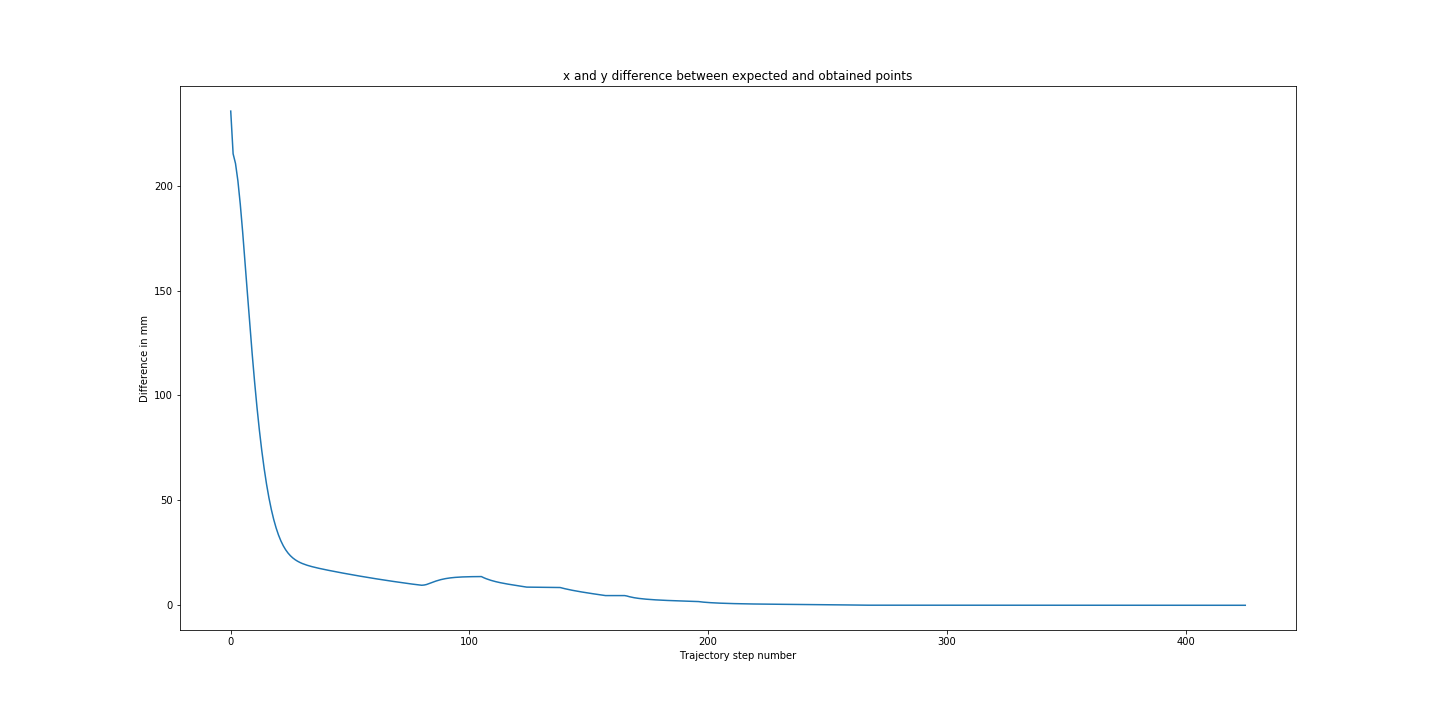 x and y difference between expected and obtained points
Difference in mm
200
150
100
50
0
0 100 200 300 400
Trajectory step number